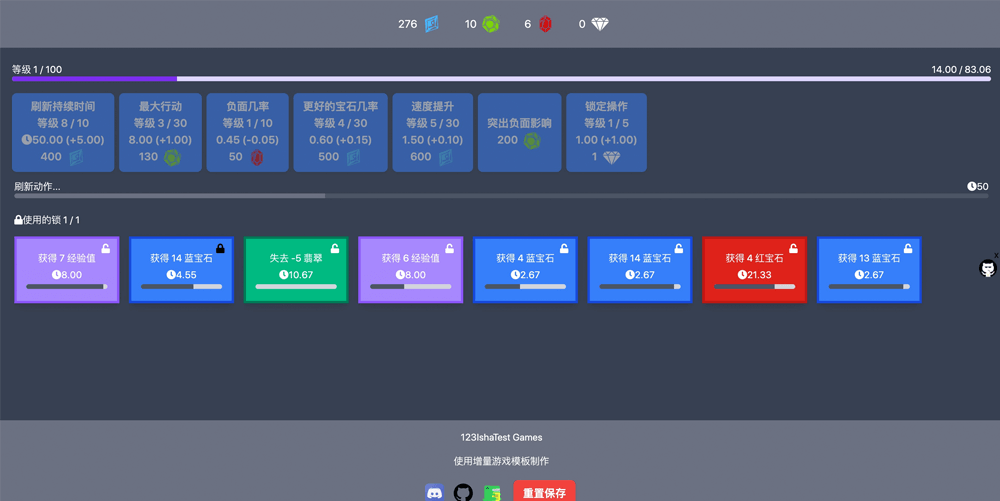 276 10 6 0
等级 1 / 100 14.00 / 83.06
刷新持续时间 最大行动 负面几率 更好的宝石几率 速度提升 突出负面影响 锁定操作
等级 8 / 10 等级 3 / 30 等级 1 / 10 等级 4 / 30 等级 5 / 30 等级 1 / 5
50.00 (+5.00) 8.00 (+1.00) 0.45 (-0.05) 0.60 (+0.15) 1.50 (+0.10) 200 1.00 (+1.00)
400 130 50 500 600 1
刷新动作... 50
使用的锁 1 / 1
获得 7 经验值 获得 14 蓝宝石 失去 -5 翡翠 获得 6 经验值 获得 4 蓝宝石 获得 14 蓝宝石 获得 4 红宝石 获得 13 蓝宝石
8.00 4.55 10.67 8.00 2.67 2.67 21.33 2.67
x
123IshaTest Games
使用增量游戏模板制作
重置保存